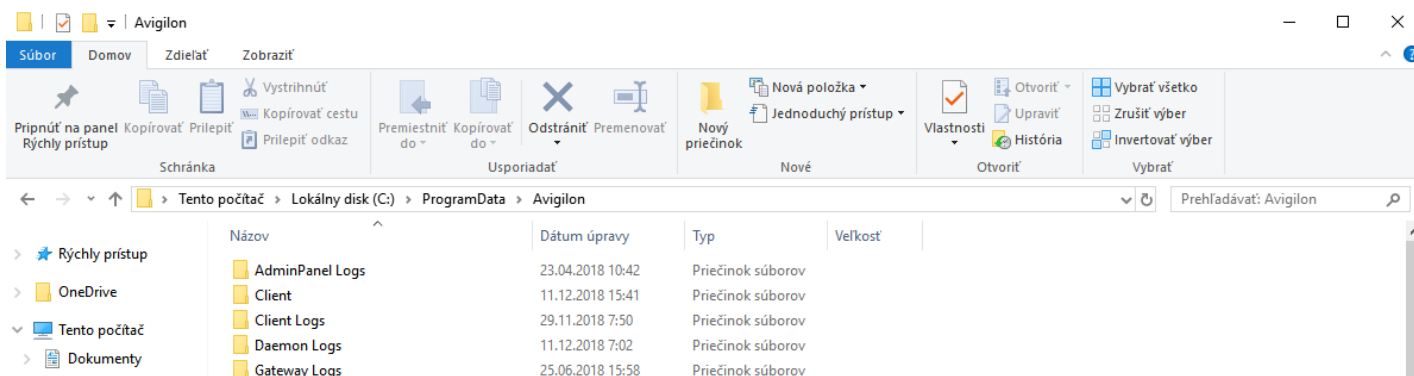 Avigilon
Súbor Domov Zdieľať Zobraziť
Pripnúť na panel Rýchly prístup
Kopírovať
Prilepiť
Vystrihnúť
Kopírovať cestu
Prilepiť odkaz
Schránka
Premiestniť do
Kopírovať do
Odstrániť
Premenovať
Usporiadať
Nový priečinok
Nová položka
Jednoduchý prístup
Nové
Vlastnosti
Otvoriť
Upraviť
História
Otvoriť
Vybrať všetko
Zrušiť výber
Invertovať výber
Vybrať
Tento počítač > Lokálny disk (C:) > ProgramData > Avigilon
Prehľadávať: Avigilon
Rýchly prístup
OneDrive
Tento počítač
Dokumenty
Názov Dátum úpravy Typ Veľkosť
AdminPanel Logs 23.04.2018 10:42 Priečinok súborov
Client 11.12.2018 15:41 Priečinok súborov
Client Logs 29.11.2018 7:50 Priečinok súborov
Daemon Logs 11.12.2018 7:02 Priečinok súborov
Gateway Logs 25.06.2018 15:58 Priečinok súborov